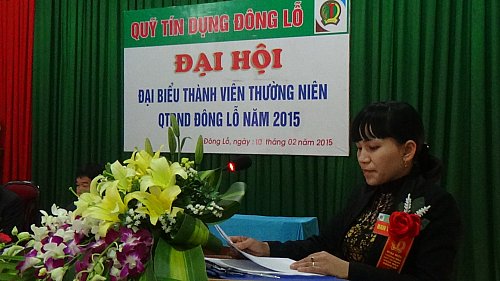 QUỸ TÍN DỤNG ĐÔNG LỖ
ĐẠI HỘI
ĐẠI BIỂU THÀNH VIÊN THƯỜNG NIÊN
QTDND ĐÔNG LỖ NĂM 2015
Đông Lỗ, ngày 10 tháng 02 năm 2015